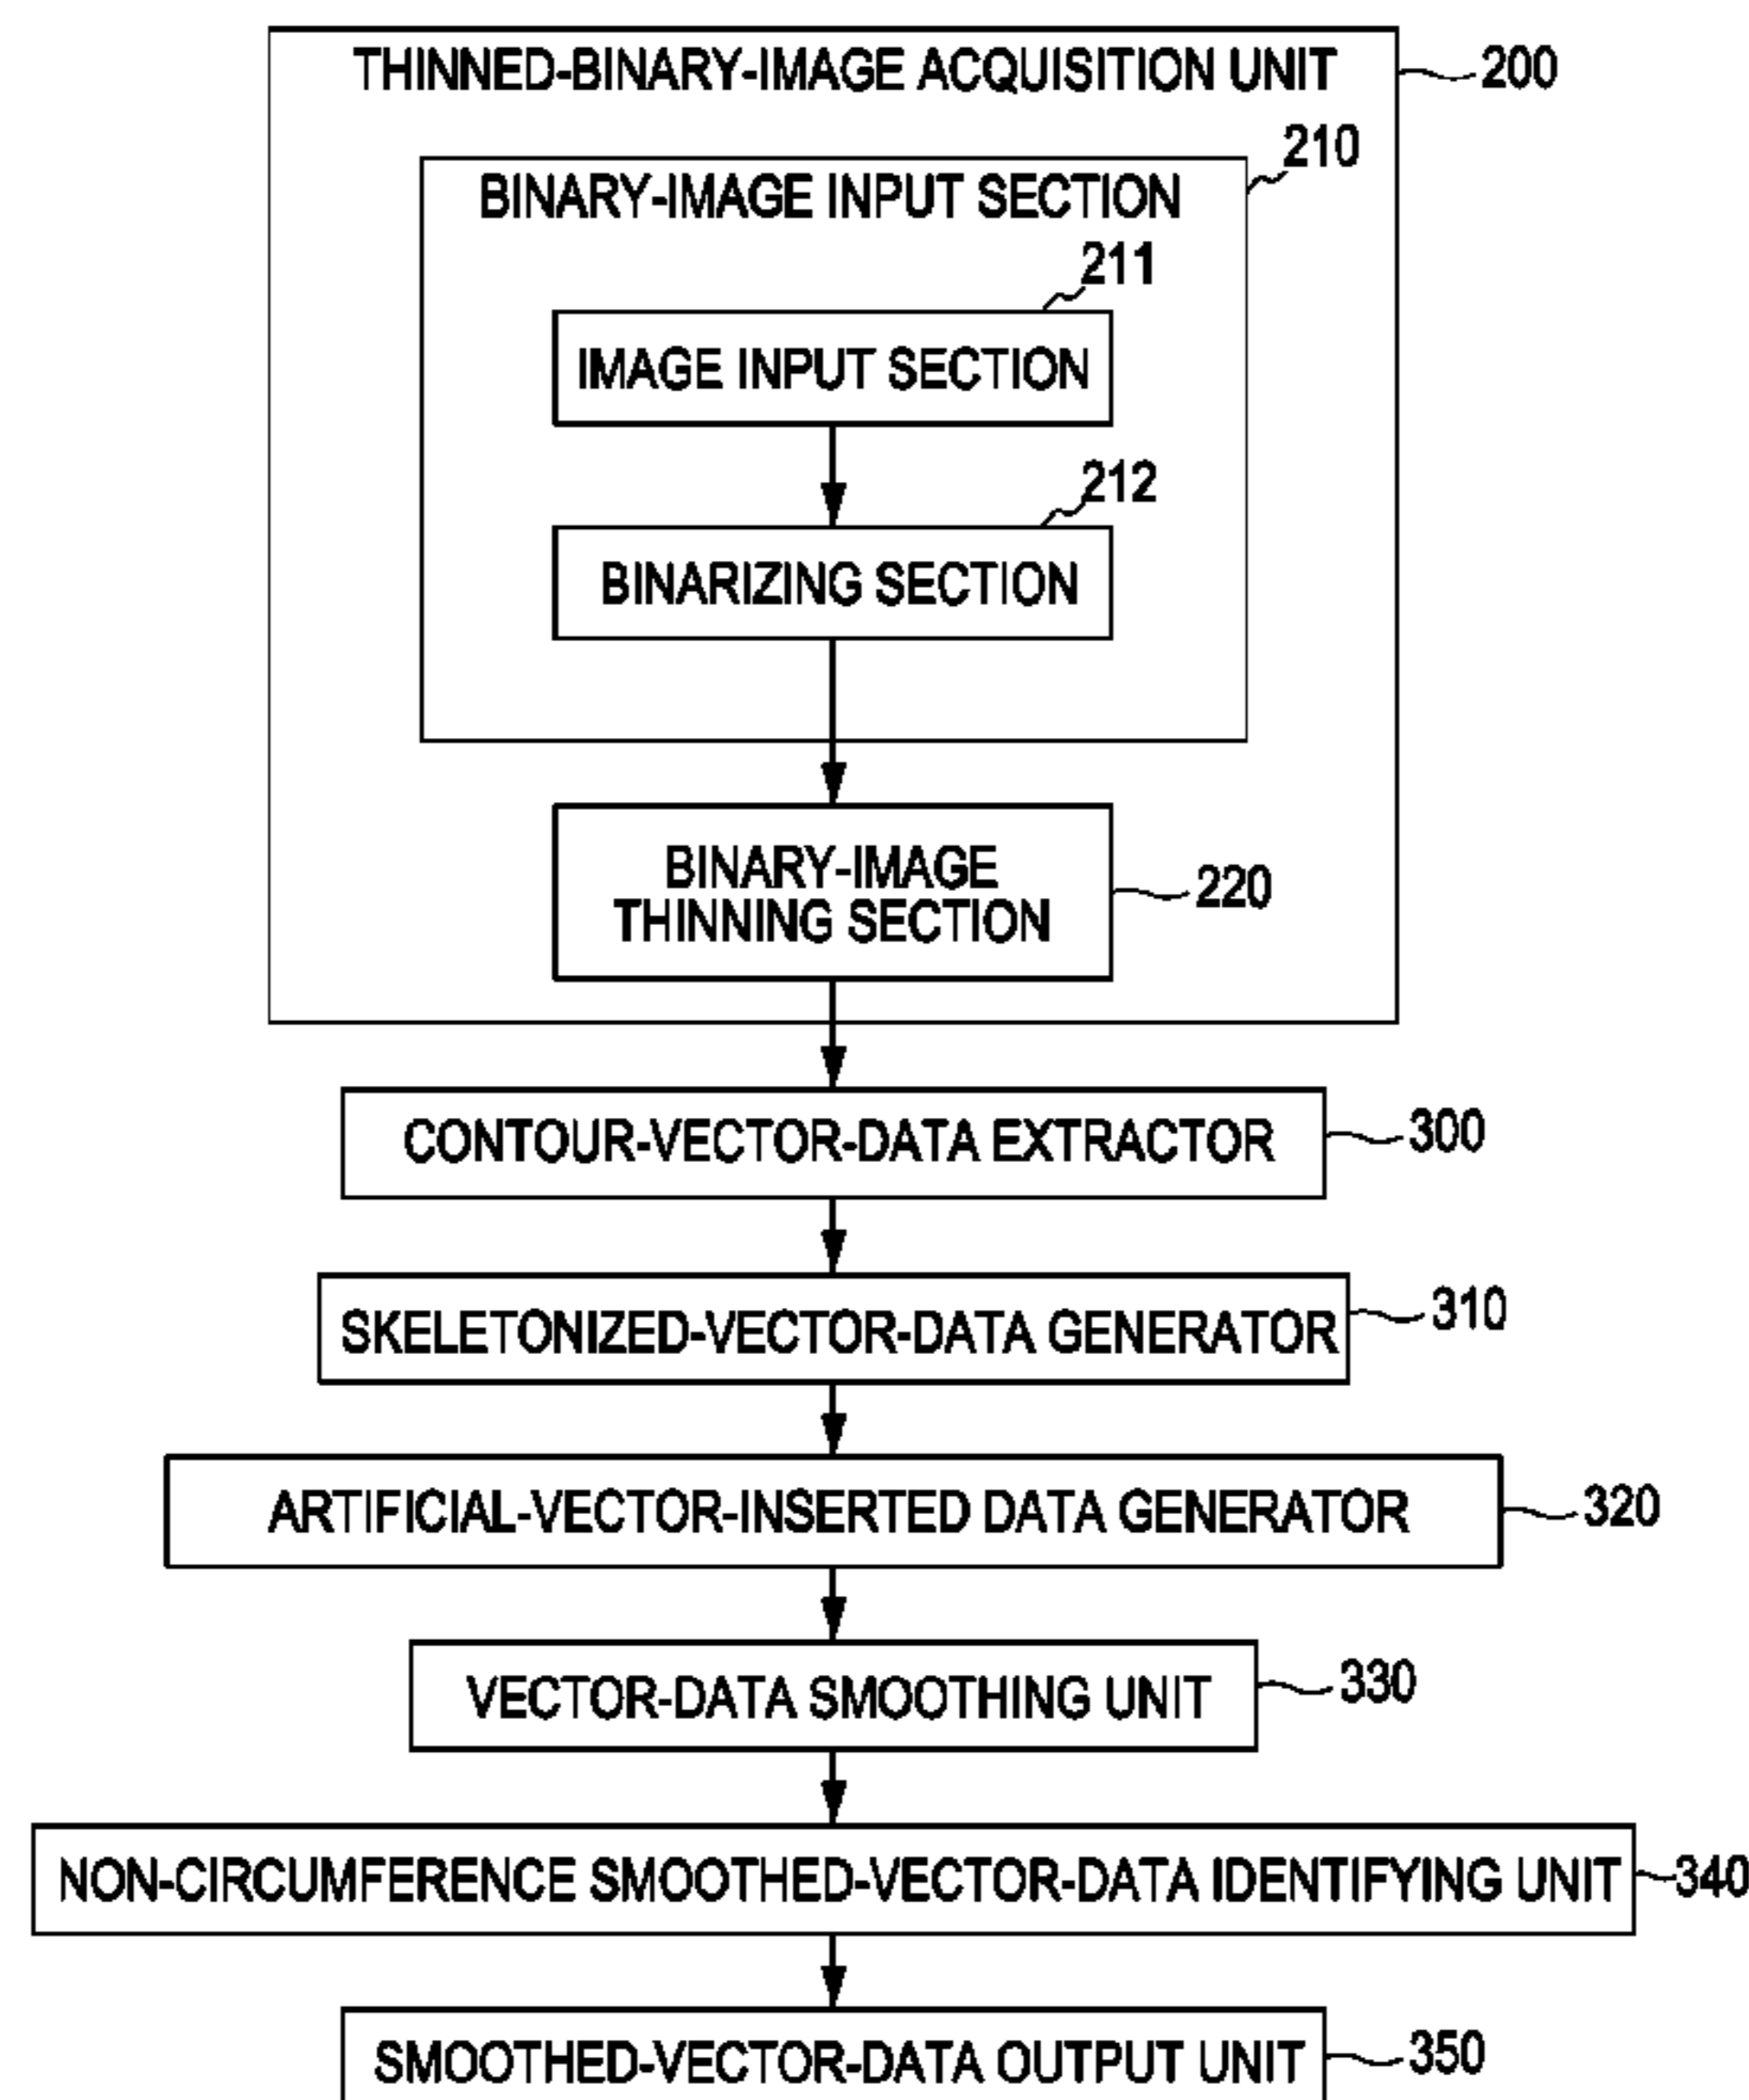 THINNED-BINARY-IMAGE ACQUISITION UNIT
200
210
BINARY-IMAGE INPUT SECTION
211
IMAGE INPUT SECTION
212
BINARIZING SECTION
BINARY-IMAGE
THINNING SECTION
220
CONTOUR-VECTOR-DATA EXTRACTOR
300
SKELETONIZED-VECTOR-DATA GENERATOR
310
ARTIFICIAL-VECTOR-INSERTED DATA GENERATOR
320
VECTOR-DATA SMOOTHING UNIT
330
NON-CIRCUMFERENCE SMOOTHED-VECTOR-DATA IDENTIFYING UNIT
340
SMOOTHED-VECTOR-DATA OUTPUT UNIT
350